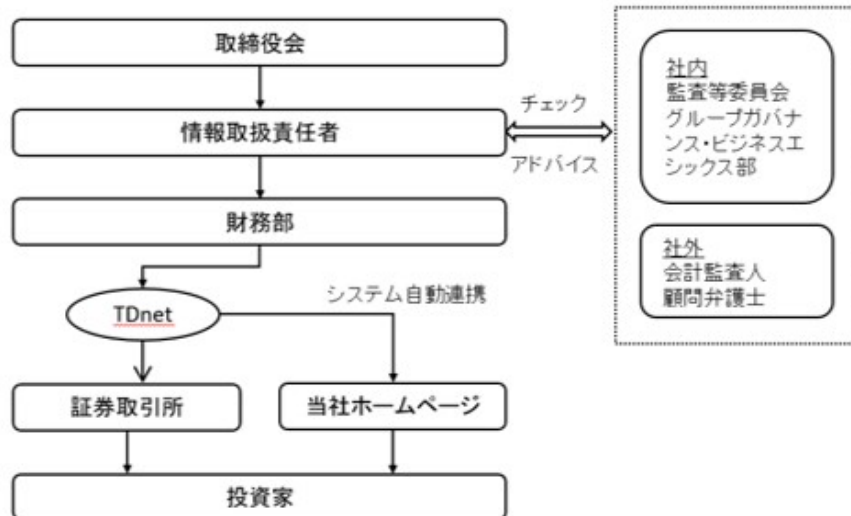 取締役会
情報取扱責任者
チェック
アドバイス
社内
監査等委員会
グループガバナ
ンス・ビジネスエ
シックス部
財務部
社外
会計監査人
顧問弁護士
システム自動連携
TDnet
証券取引所
当社ホームページ
投資家